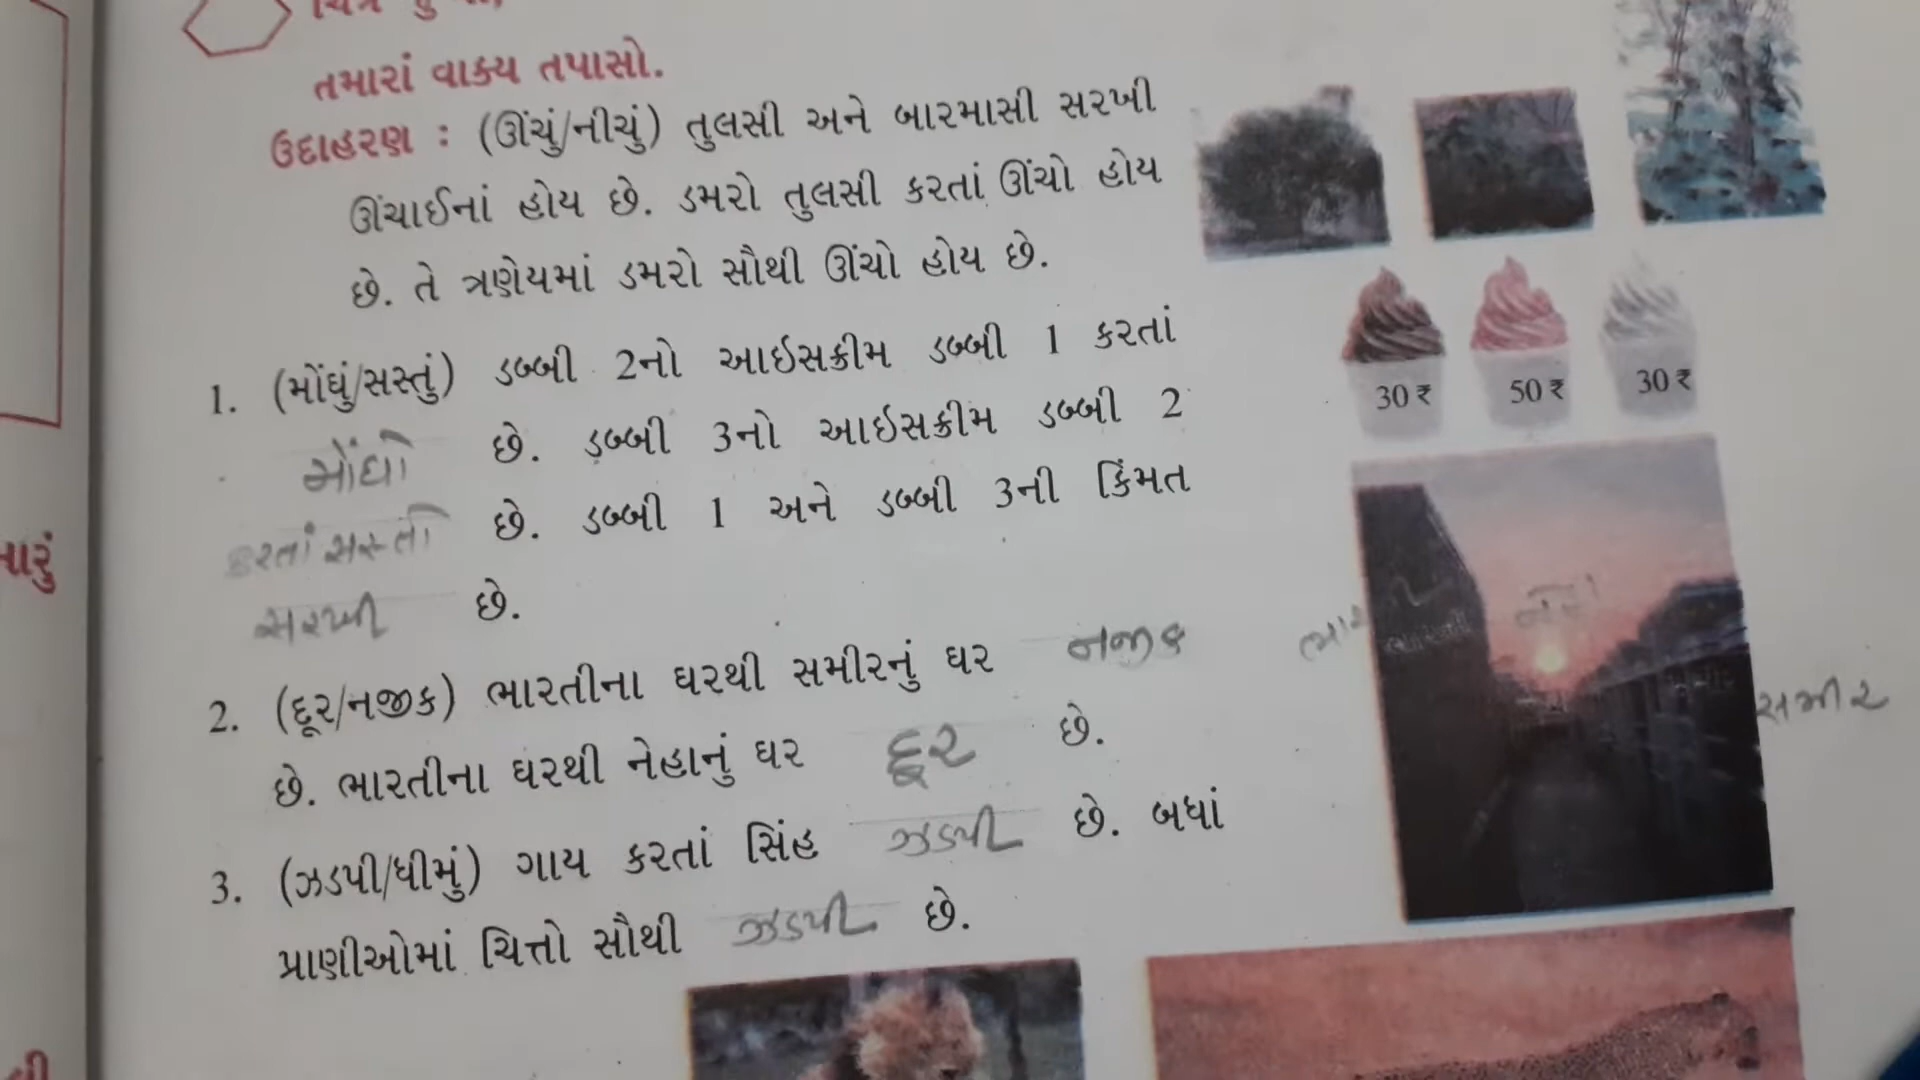 તમારાં વાક્ય તપાસો.
ઉદાહરણ : (ઊંચું/નીચું) તુલસી અને બારમાસી સરખી
ઊંચાઈનાં હોય છે. ડમરો તુલસી કરતાં ઊંચો હોય
છે. તે ત્રણેયમાં ડમરો સૌથી ઊંચો હોય છે.
1. (મોંઘું/સસ્તું) ડબ્બી 2નો આઇસક્રીમ ડબ્બી 1 કરતાં
મોંઘો છે. ડબ્બી 3નો આઇસક્રીમ ડબ્બી 2
કરતાં સસ્તો છે. ડબ્બી 1 અને ડબ્બી 3ની કિંમત
સરખી છે.
30 ₹ 50 ₹ 30 ₹
2. (દૂર/નજીક) ભારતીના ઘરથી સમીરનું ઘર નજીક
છે. ભારતીના ઘરથી નેહાનું ઘર દૂર છે.
સમીર
3. (ઝડપી/ધીમું) ગાય કરતાં સિંહ ઝડપી છે. બધાં
પ્રાણીઓમાં ચિત્તો સૌથી ઝડપી છે.